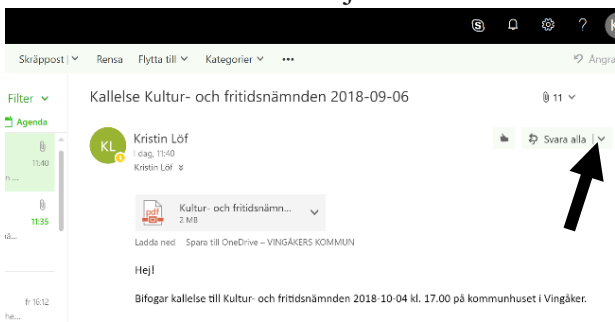 Skräppost | Rensa Flytta till Kategorier ••• Ångra
Filter
Kallelse Kultur- och fritidsnämnden 2018-09-06
11
Agenda
KL
Kristin Löf
Svara alla
I dag, 11:40
11:40
Kristin Löf
n ...
pdf
Kultur- och fritidsnämn...
2 MB
11:35
Ladda ned Spara till OneDrive – VINGÅKERS KOMMUN
Hej!
Bifogar kallelse till Kultur- och fritidsnämnden 2018-10-04 kl. 17.00 på kommunhuset i Vingåker.
fr 16:12
he...